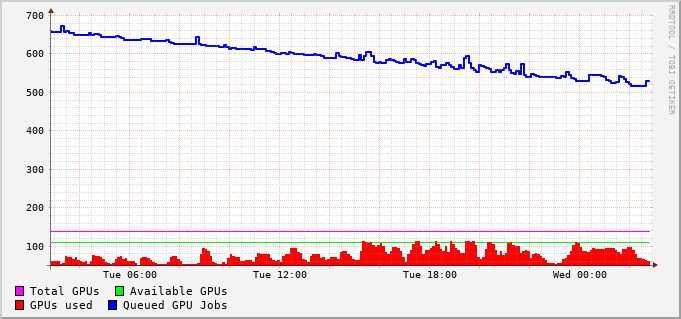 700
600
500
400
300
200
100
Tue 06:00 Tue 12:00 Tue 18:00 Wed 00:00
Total GPUs Available GPUs
GPUs used Queued GPU Jobs
RRDTOOL / TOBI OETIKER